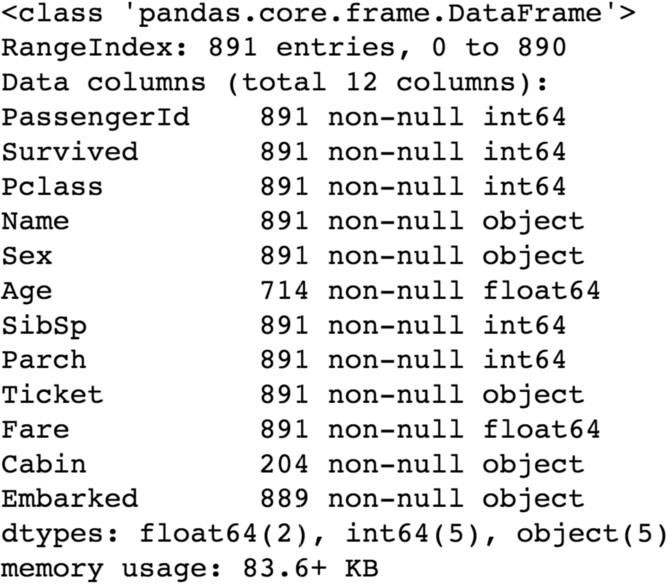 <class 'pandas.core.frame.DataFrame'>
RangeIndex: 891 entries, 0 to 890
Data columns (total 12 columns):
PassengerId    891 non-null int64
Survived       891 non-null int64
Pclass         891 non-null int64
Name           891 non-null object
Sex            891 non-null object
Age            714 non-null float64
SibSp          891 non-null int64
Parch          891 non-null int64
Ticket         891 non-null object
Fare           891 non-null float64
Cabin          204 non-null object
Embarked       889 non-null object
dtypes: float64(2), int64(5), object(5)
memory usage: 83.6+ KB